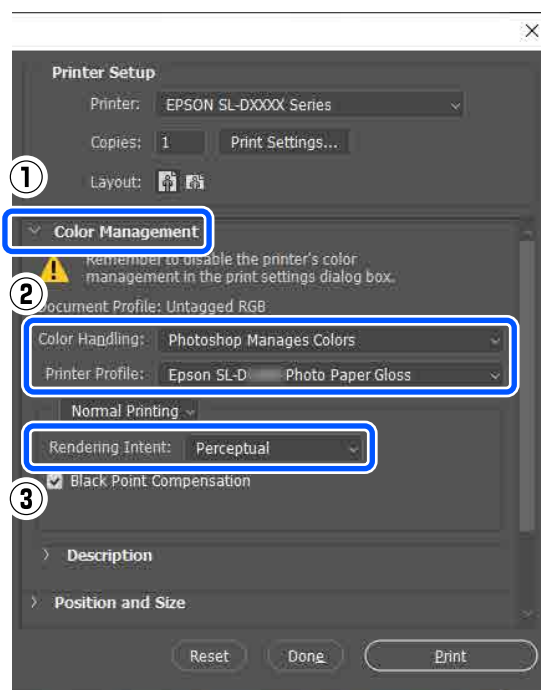 Printer Setup
Printer: EPSON SL-DXXXX Series
Copies: 1 Print Settings...
①
Layout:
Color Management
Remember to disable the printer's color
management in the print settings dialog box.
②
Document Profile: Untagged RGB
Color Handling: Photoshop Manages Colors
Printer Profile: Epson SL-D Photo Paper Gloss
Normal Printing
Rendering Intent: Perceptual
Black Point Compensation
③
Description
Position and Size
Reset Done Print